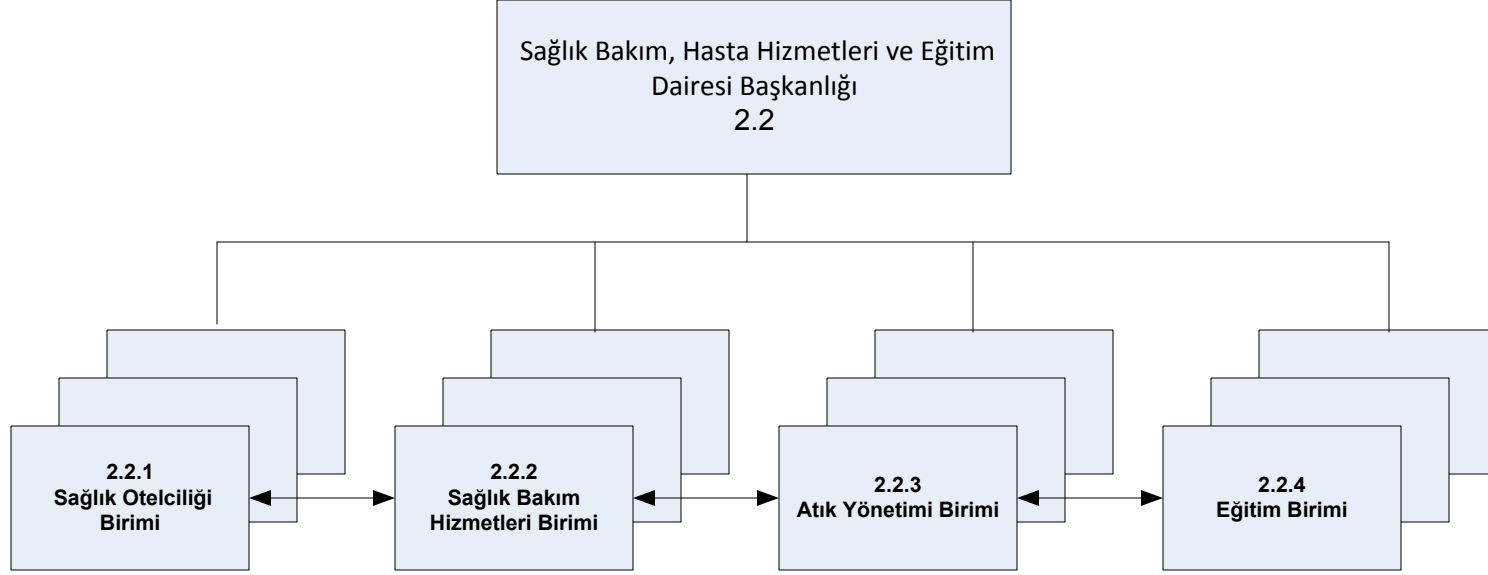 Sağlık Bakım, Hasta Hizmetleri ve Eğitim
Dairesi Başkanlığı
2.2
2.2.1
Sağlık Otelciliği
Birimi
2.2.2
Sağlık Bakım
Hizmetleri Birimi
2.2.3
Atık Yönetimi Birimi
2.2.4
Eğitim Birimi